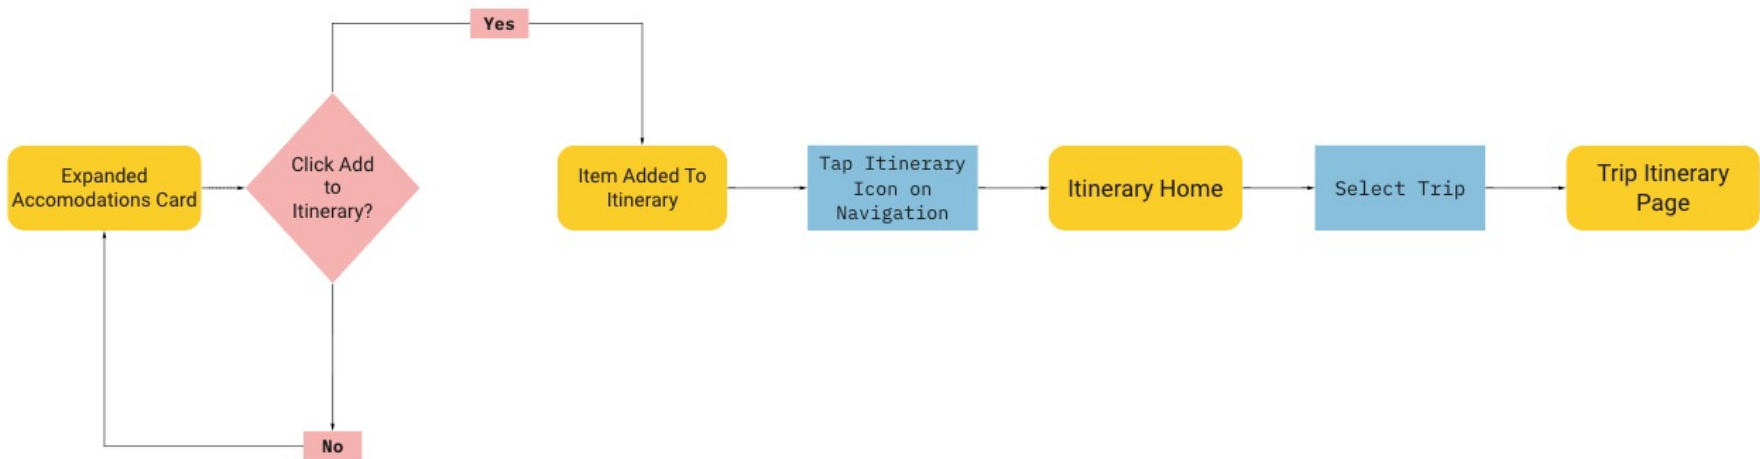 Yes
Expanded
Accomodations Card
Click Add
to
Itinerary?
Item Added To
Itinerary
Tap Itinerary
Icon on
Navigation
Itinerary Home
Select Trip
Trip Itinerary
Page
No